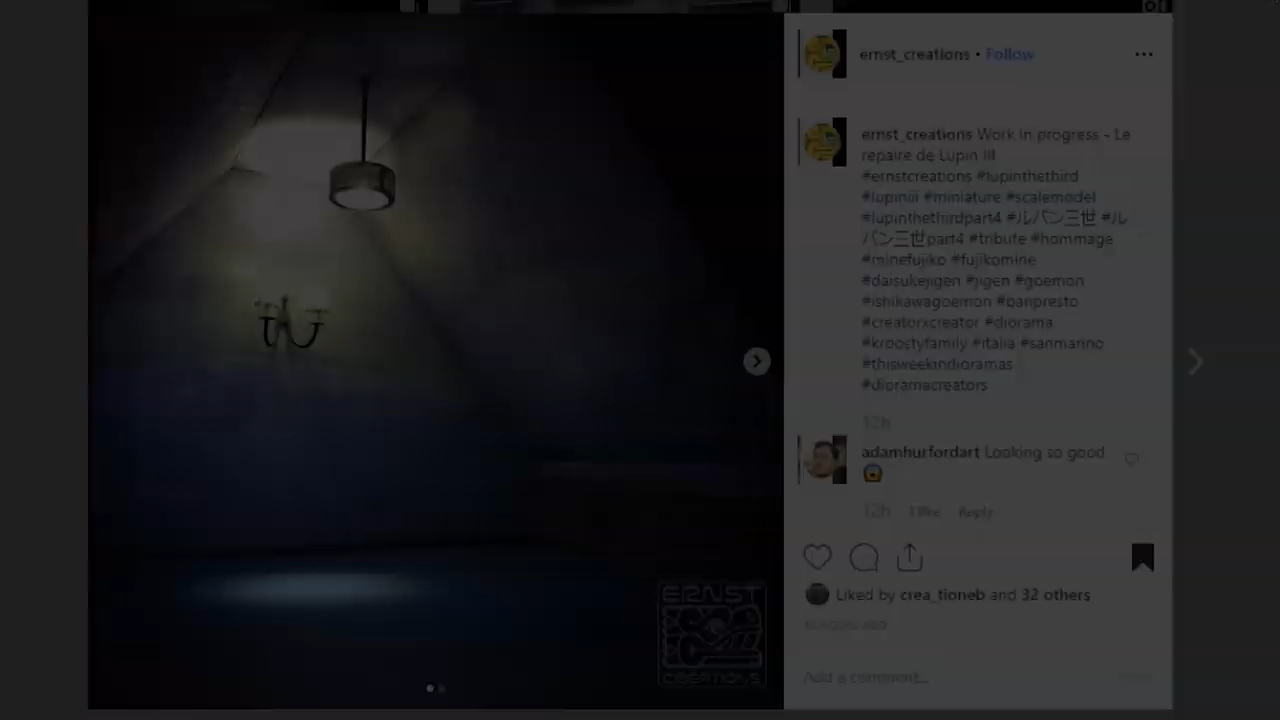 ernst_creations • Follow
ernst_creations Work in progress - Le
repaire de Lupin III
#ernstcreations #lupinthethird
#lupiniii #miniature #scalemodel
#lupinthethirdpart4 #ルパン三世 #ル
パン三世part4 #tribute #hommage
#minefujiko #fujikomine
#daisukejigen #jigen #goemon
#ishikawagoemon #banpresto
#creatorxcreator #diorama
#kroostyfamily #italia #sanmarino
#thisweekindioramas
#dioramacreators
12h
adamhurfordart Looking so good
😱
12h 1 like Reply
Liked by crea_tioneb and 32 others
ERNST
CREATIONS
Add a comment...